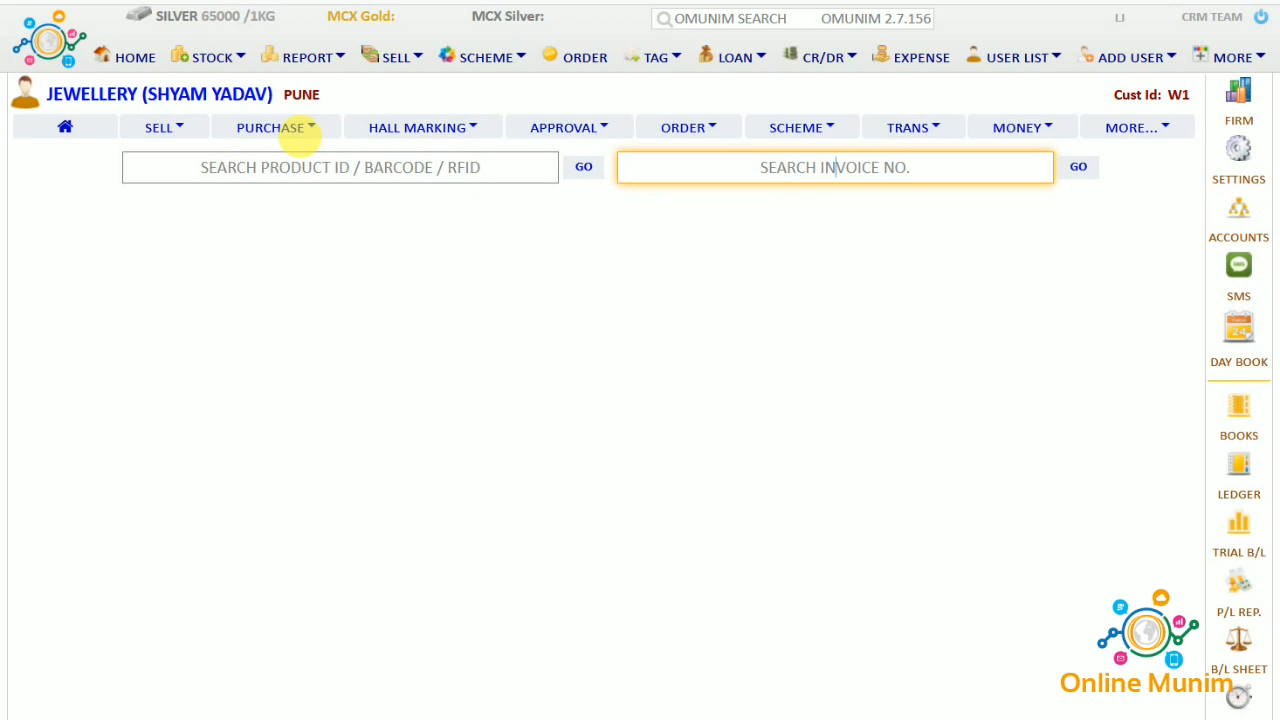 SILVER 65000 /1KG MCX Gold: MCX Silver: OMUNIM SEARCH OMUNIM 2.7.156 LJ CRM TEAM
HOME STOCK REPORT SELL SCHEME ORDER TAG LOAN CR/DR EXPENSE USER LIST ADD USER MORE
JEWELLERY (SHYAM YADAV) PUNE Cust Id: W1
SELL PURCHASE HALL MARKING APPROVAL ORDER SCHEME TRANS MONEY MORE...
SEARCH PRODUCT ID / BARCODE / RFID GO SEARCH INVOICE NO. GO
FIRM
SETTINGS
ACCOUNTS
SMS
24
DAY BOOK
BOOKS
LEDGER
TRIAL B/L
P/L REP.
B/L SHEET
Online Munim